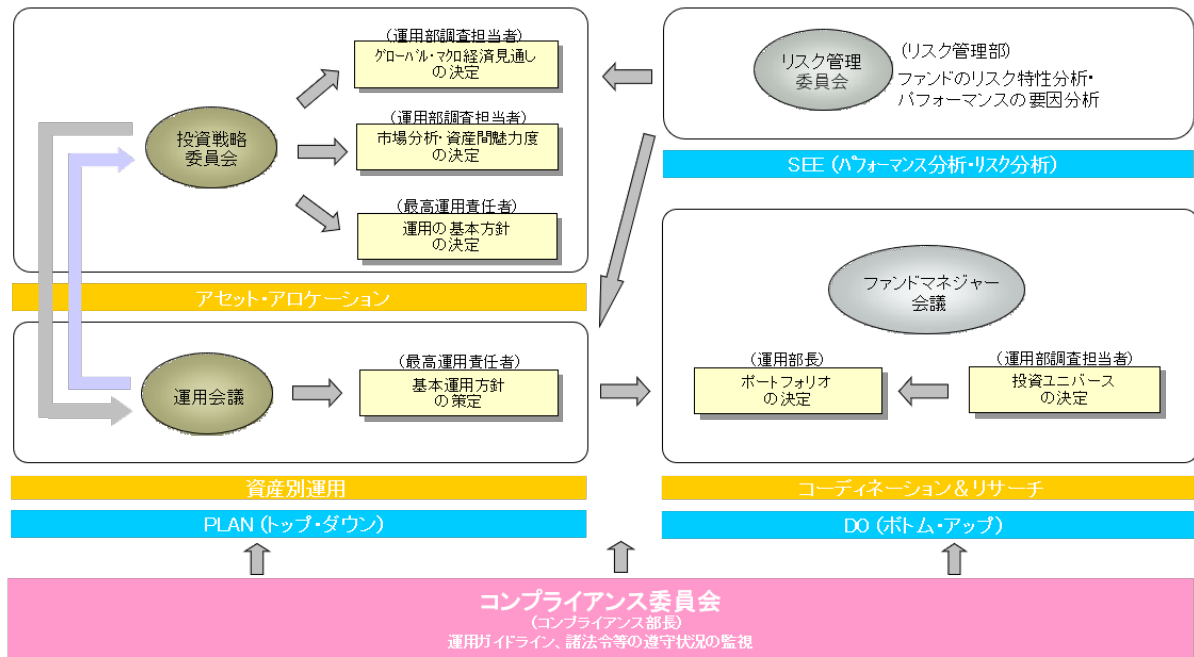 (運用部調査担当者)
グローバル・マクロ経済見通し
の決定
投資戦略
委員会
(運用部調査担当者)
市場分析・資産間魅力度
の決定
(最高運用責任者)
運用の基本方針
の決定
アセット・アロケーション
運用会議
(最高運用責任者)
基本運用方針
の策定
資産別運用
PLAN (トップ・ダウン)
リスク管理
委員会
(リスク管理部)
ファンドのリスク特性分析・
パフォーマンスの要因分析
SEE (パフォーマンス分析・リスク分析)
ファンドマネジャー
会議
(運用部長)
ポートフォリオ
の決定
(運用部調査担当者)
投資ユニバース
の決定
コーディネーション&リサーチ
DO (ボトム・アップ)
コンプライアンス委員会
(コンプライアンス部長)
運用ガイドライン、諸法令等の遵守状況の監視